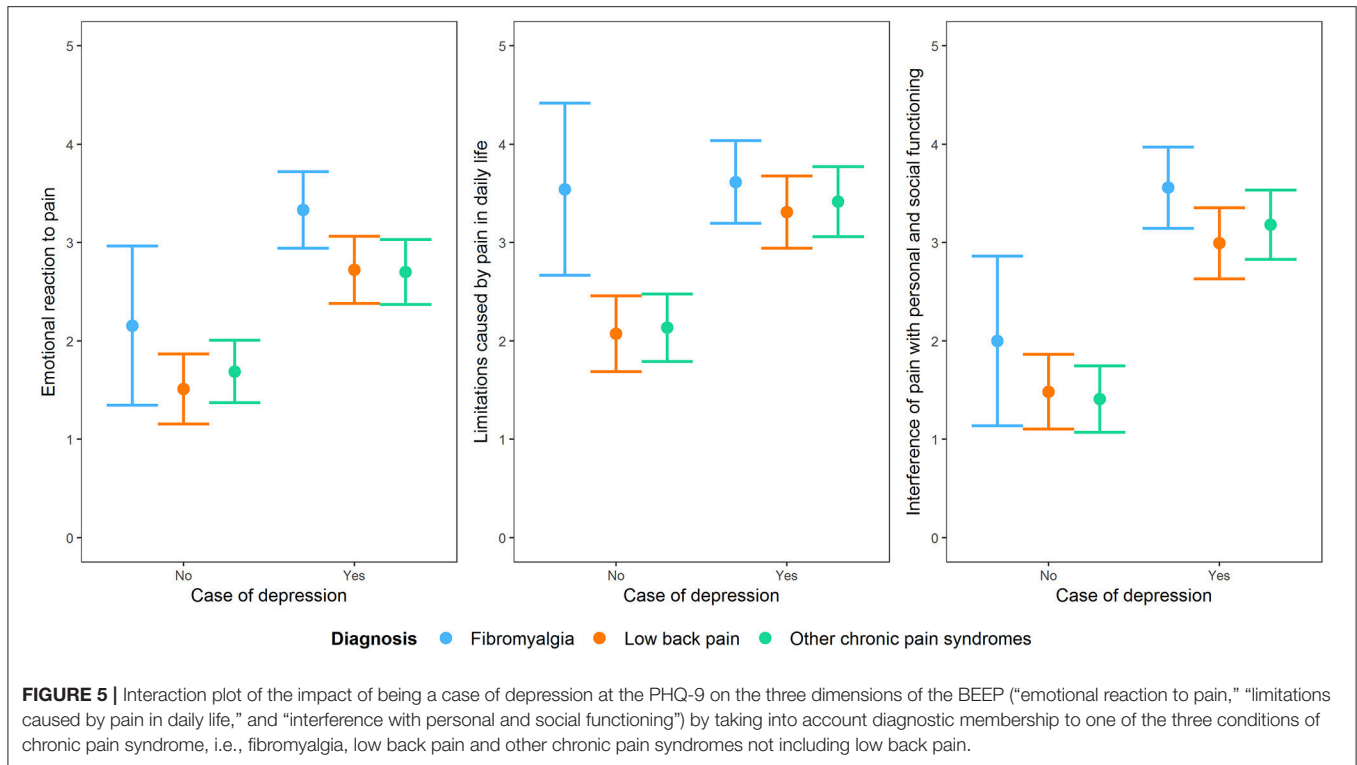 Emotional reaction to pain
5
4
3
2
1
0
No
Yes
Case of depression
Limitations caused by pain in daily life
5
4
3
2
1
0
No
Yes
Case of depression
Interference of pain with personal and social functioning
5
4
3
2
1
0
No
Yes
Case of depression
Diagnosis Fibromyalgia Low back pain Other chronic pain syndromes
FIGURE 5 | Interaction plot of the impact of being a case of depression at the PHQ-9 on the three dimensions of the BEEP (“emotional reaction to pain,” “limitations
caused by pain in daily life,” and “interference with personal and social functioning”) by taking into account diagnostic membership to one of the three conditions of
chronic pain syndrome, i.e., fibromyalgia, low back pain and other chronic pain syndromes not including low back pain.